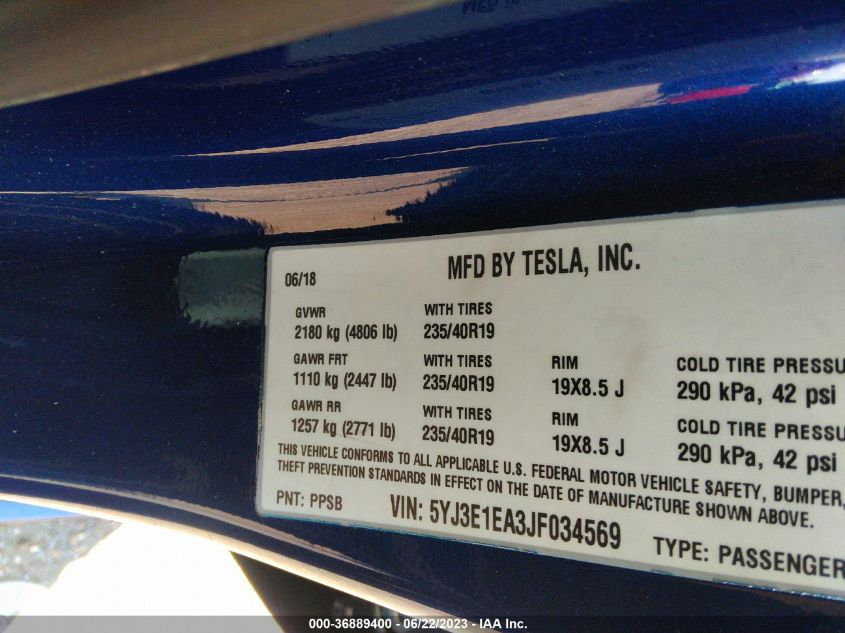 MFD BY TESLA, INC.
06/18
GVWR WITH TIRES
2180 kg (4806 lb) 235/40R19
GAWR FRT WITH TIRES RIM COLD TIRE PRESSU
1110 kg (2447 lb) 235/40R19 19X8.5 J 290 kPa, 42 psi
GAWR RR WITH TIRES RIM COLD TIRE PRESSU
1257 kg (2771 lb) 235/40R19 19X8.5 J 290 kPa, 42 psi
THIS VEHICLE CONFORMS TO ALL APPLICABLE U.S. FEDERAL MOTOR VEHICLE SAFETY, BUMPER,
THEFT PREVENTION STANDARDS IN EFFECT ON THE DATE OF MANUFACTURE SHOWN ABOVE.
PNT: PPSB VIN: 5YJ3E1EA3JF034569 TYPE: PASSENGER
000-36889400 - 06/22/2023 - IAA Inc.